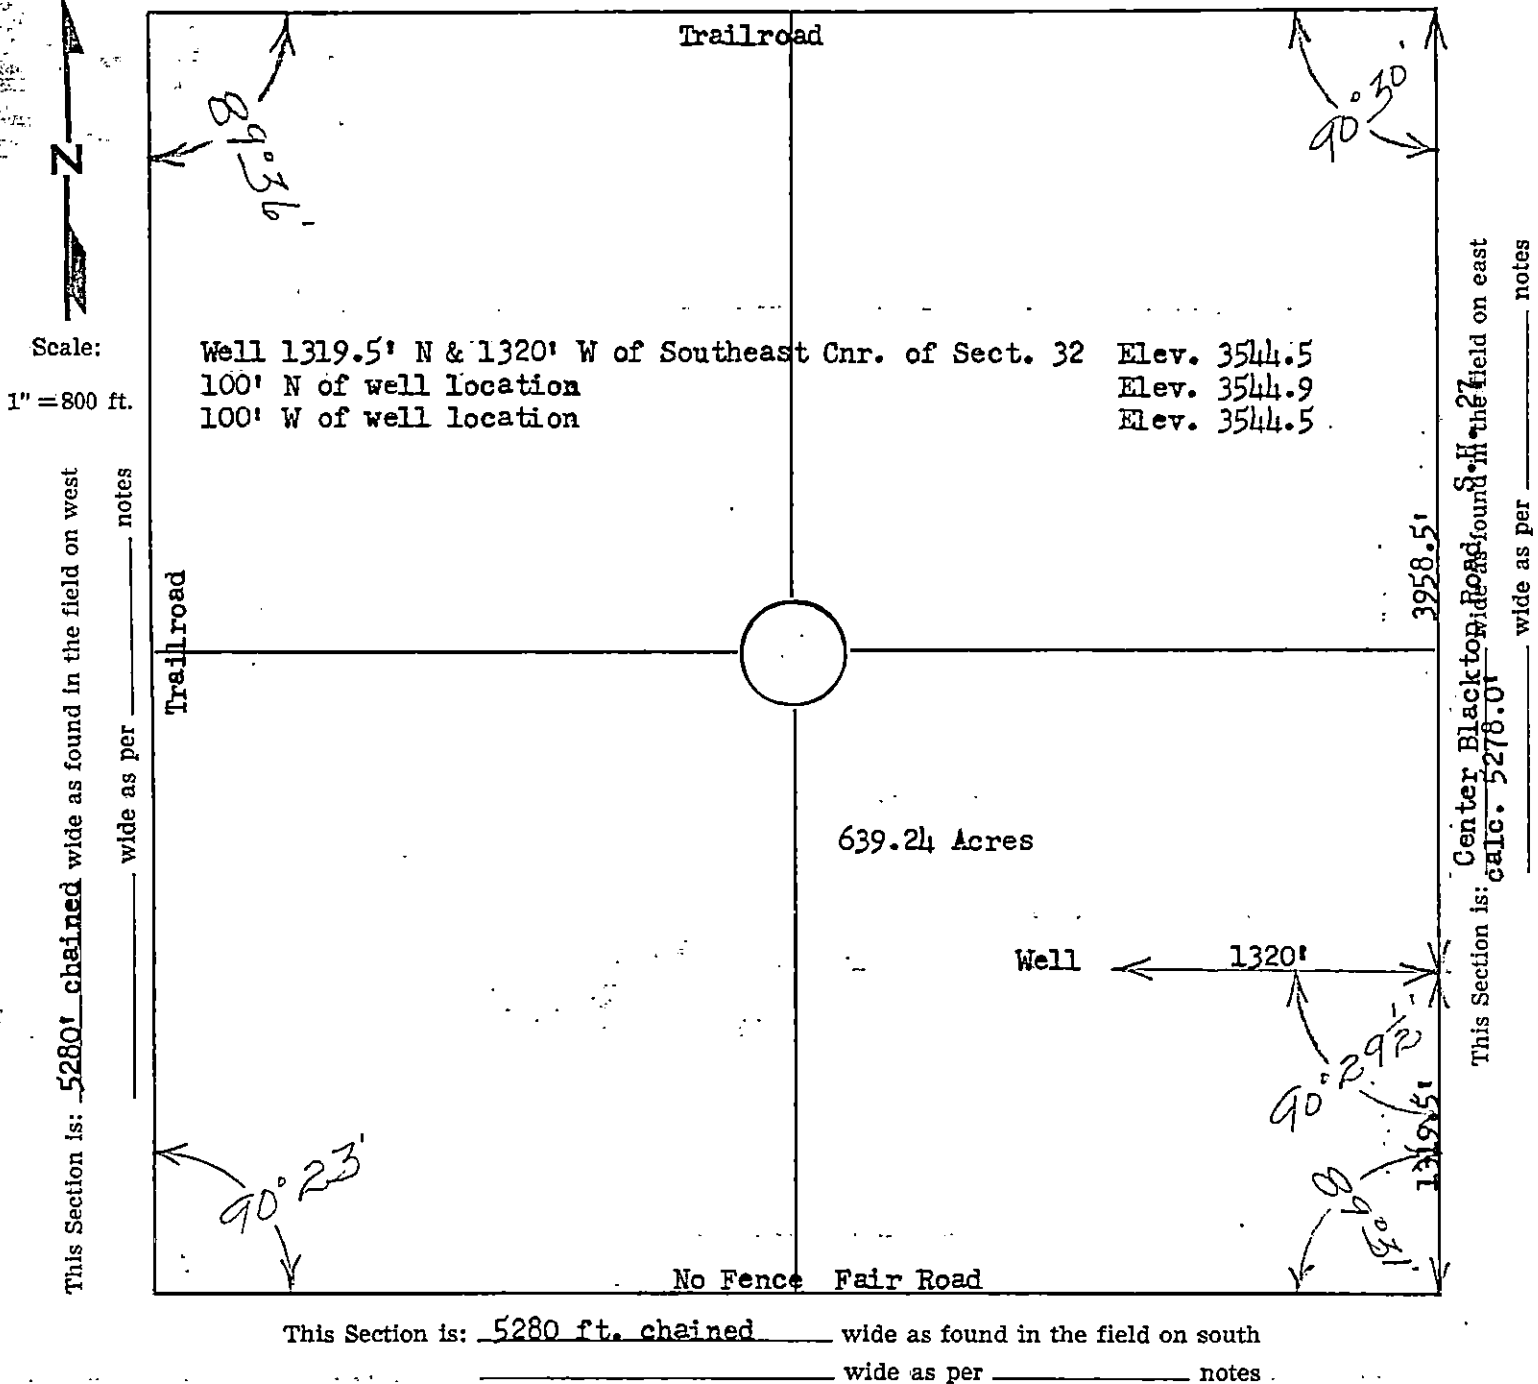 Trailroad
89°36'
90°30'
N
Scale:
1" = 800 ft.
Well 1319.5' N & 1320' W of Southeast Cnr. of Sect. 32 Elev. 3544.5
100' N of well location Elev. 3544.9
100' W of well location Elev. 3544.5
This Section is: 5280' chained wide as found in the field on west
wide as per notes
Trailroad
3958.5'
Center Blacktop Road S.H. 27
This Section is: calc. 5278.0' wide as found in the field on east
wide as per notes
639.24 Acres
Well 1320'
90°29½'
1319.5'
90°23'
89°31'
No Fence Fair Road
This Section is: 5280 ft. chained wide as found in the field on south
wide as per notes